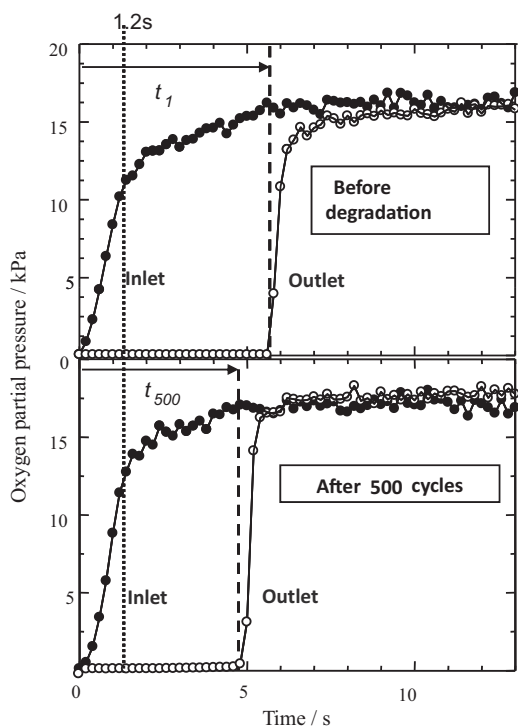 1.2s
20
t1
15
Before
degradation
10
Oxygen partial pressure / kPa
5
Inlet
Outlet
0
t500
15
After 500 cycles
10
5
Inlet
Outlet
0
5
10
Time / s